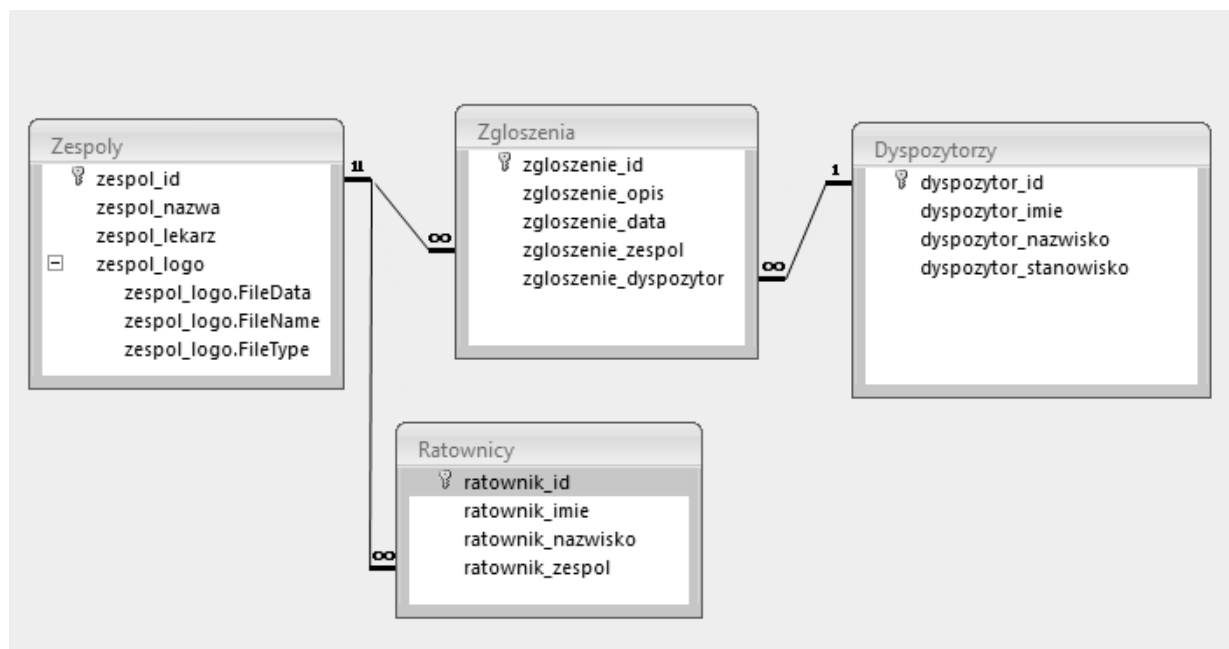 Zespoly
zespol_id
zespol_nazwa
zespol_lekarz
zespol_logo
zespol_logo.FileData
zespol_logo.FileName
zespol_logo.FileType
1
1
∞
∞
Zgloszenia
zgloszenie_id
zgloszenie_opis
zgloszenie_data
zgloszenie_zespol
zgloszenie_dyspozytor
∞
1
Dyspozytorzy
dyspozytor_id
dyspozytor_imie
dyspozytor_nazwisko
dyspozytor_stanowisko
Ratownicy
ratownik_id
ratownik_imie
ratownik_nazwisko
ratownik_zespol